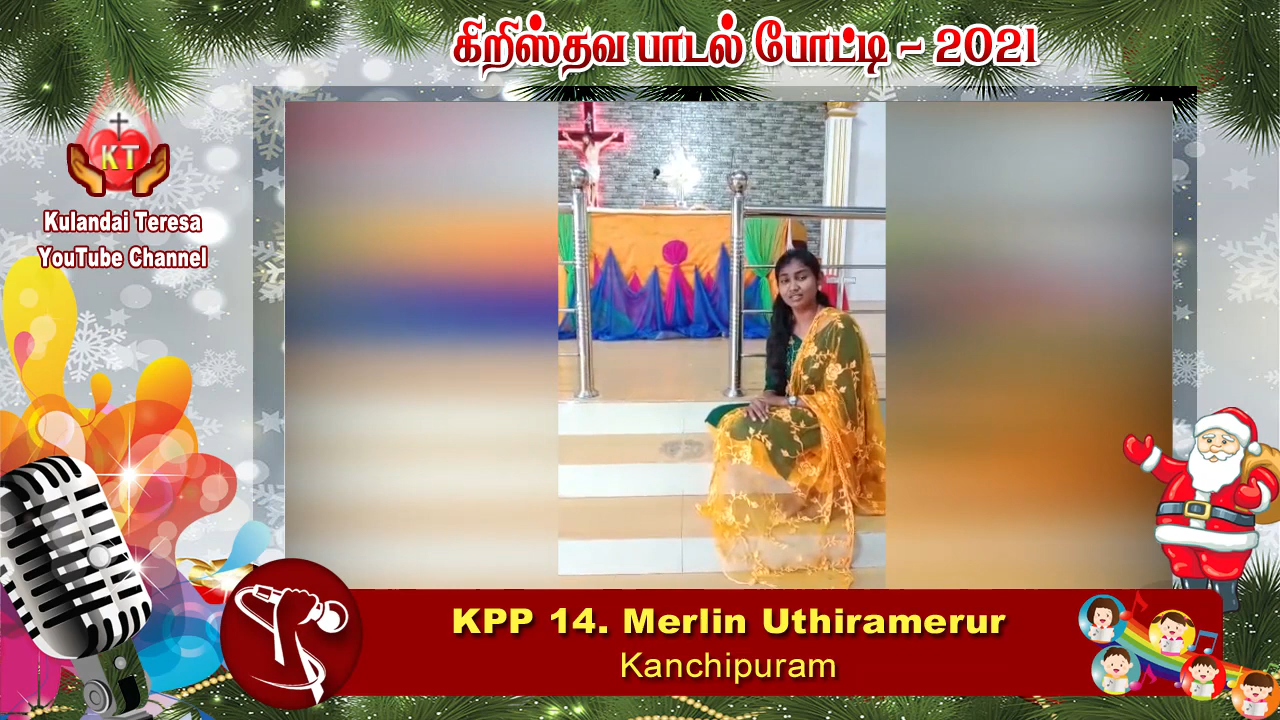 கிறிஸ்தவ பாடல் போட்டி - 2021
KT
Kulandai Teresa
YouTube Channel
KPP 14. Merlin Uthiramerur
Kanchipuram